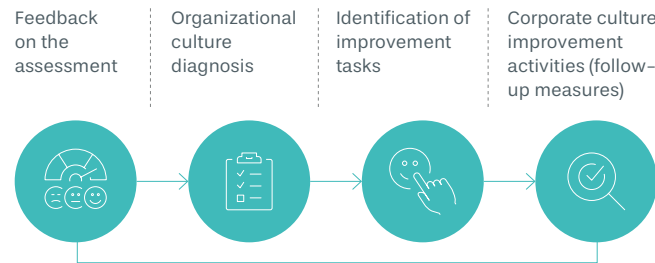 Feedback
on the
assessment
Organizational
culture
diagnosis
Identification of
improvement
tasks
Corporate culture
improvement
activities (follow-
up measures)